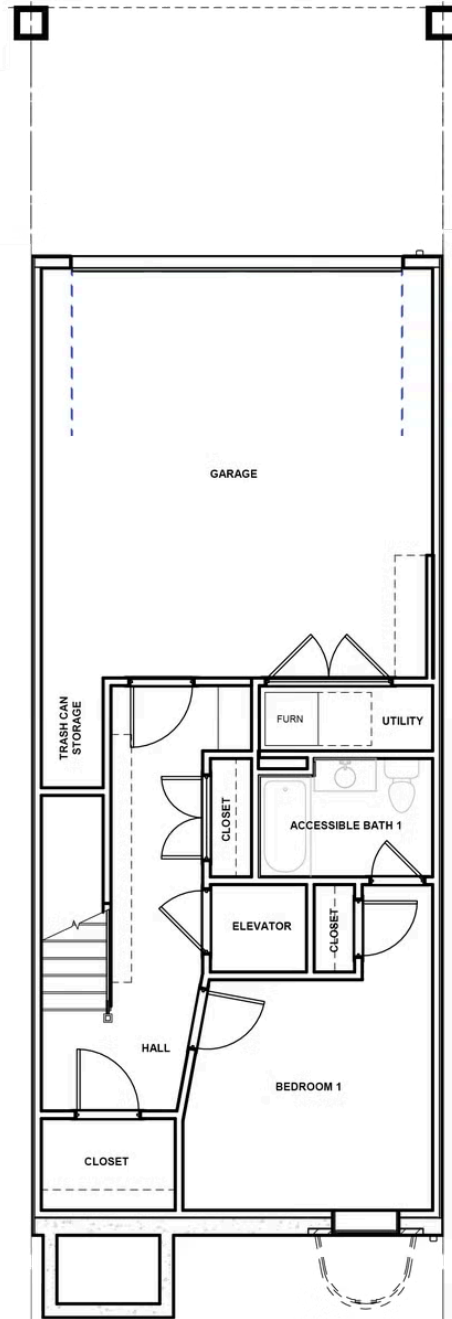 GARAGE
TRASH CAN
STORAGE
FURN
UTILITY
CLOSET
ACCESSIBLE BATH 1
ELEVATOR
CLOSET
HALL
BEDROOM 1
CLOSET